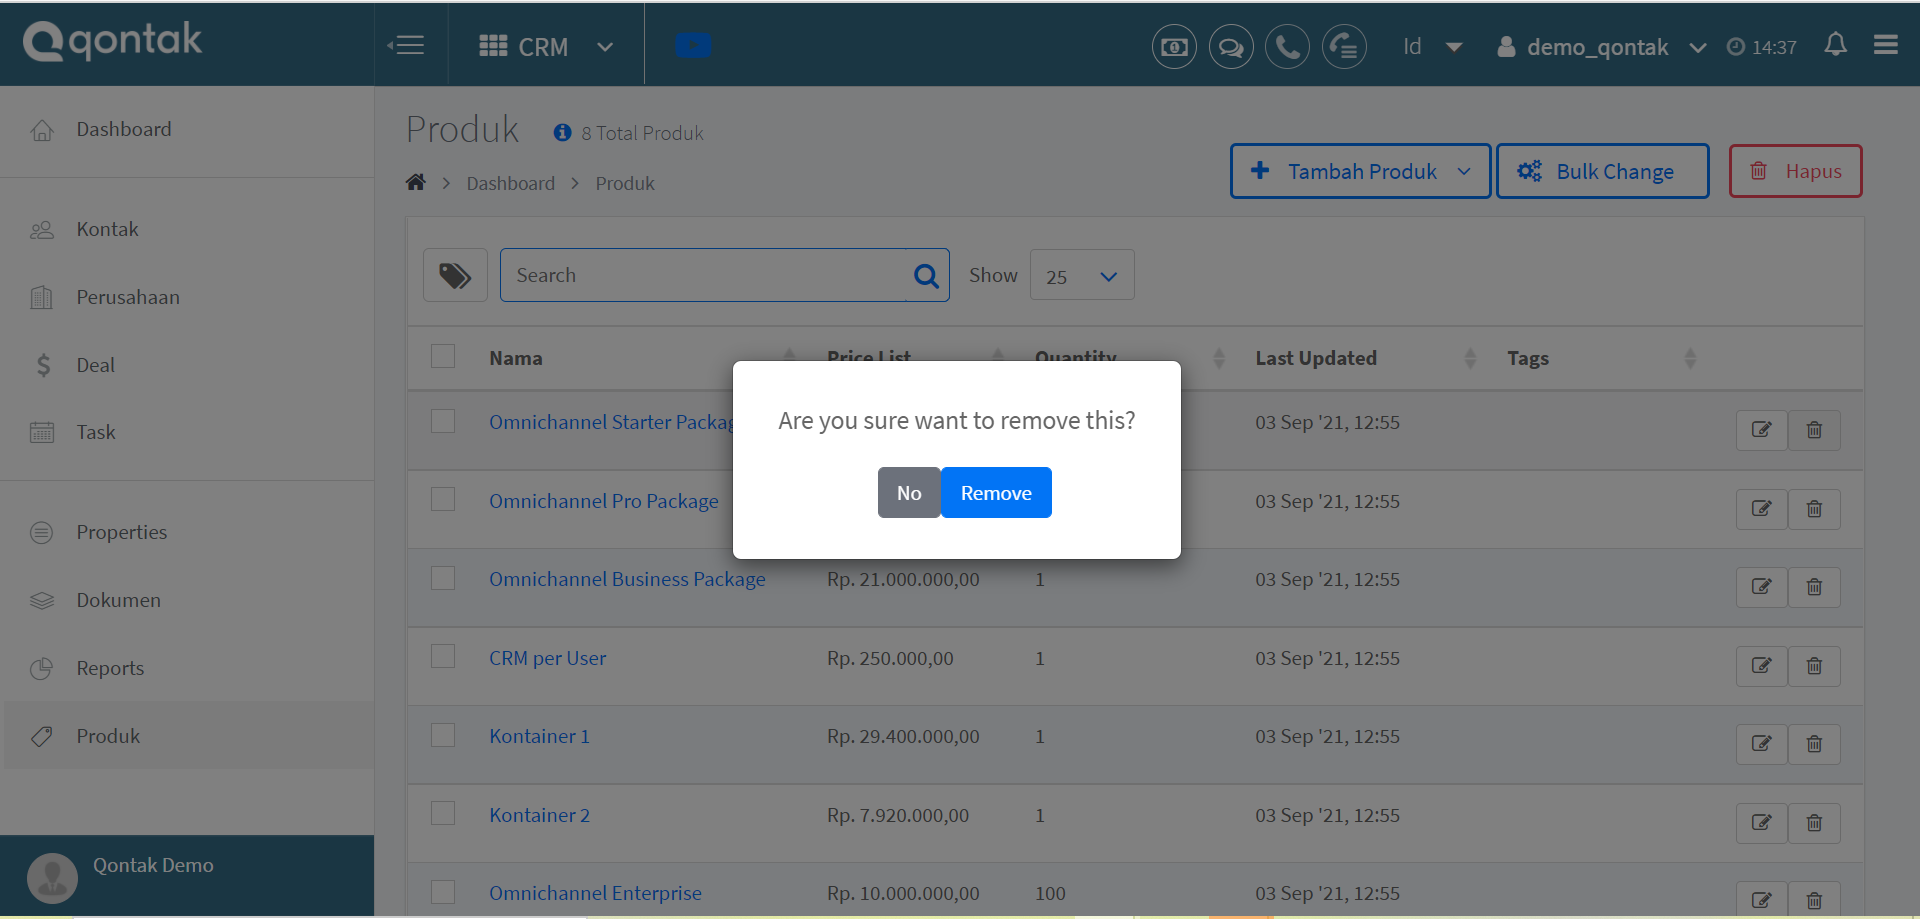 qontak
CRM
Id
demo_qontak
14:37
Dashboard
Kontak
Perusahaan
Deal
Task
Properties
Dokumen
Reports
Produk
Qontak Demo
Produk
8 Total Produk
Dashboard
Produk
Tambah Produk
Bulk Change
Hapus
Search
Show
25
Nama
Price List
Quantity
Last Updated
Tags
Omnichannel Starter Packag
03 Sep '21, 12:55
Omnichannel Pro Package
03 Sep '21, 12:55
Omnichannel Business Package
Rp. 21.000.000,00
1
03 Sep '21, 12:55
CRM per User
Rp. 250.000,00
1
03 Sep '21, 12:55
Kontainer 1
Rp. 29.400.000,00
1
03 Sep '21, 12:55
Kontainer 2
Rp. 7.920.000,00
1
03 Sep '21, 12:55
Omnichannel Enterprise
Rp. 10.000.000,00
100
03 Sep '21, 12:55
Are you sure want to remove this?
No
Remove